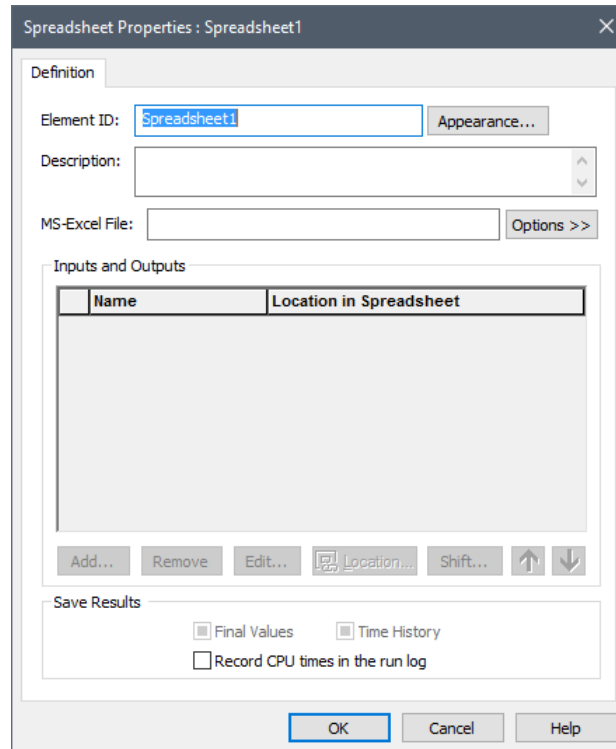 Spreadsheet Properties : Spreadsheet1
Definition
Element ID: Spreadsheet1 Appearance...
Description:
MS-Excel File: Options >>
Inputs and Outputs
Name Location in Spreadsheet
Add... Remove Edit... Location... Shift...
Save Results
Final Values Time History
Record CPU times in the run log
OK Cancel Help